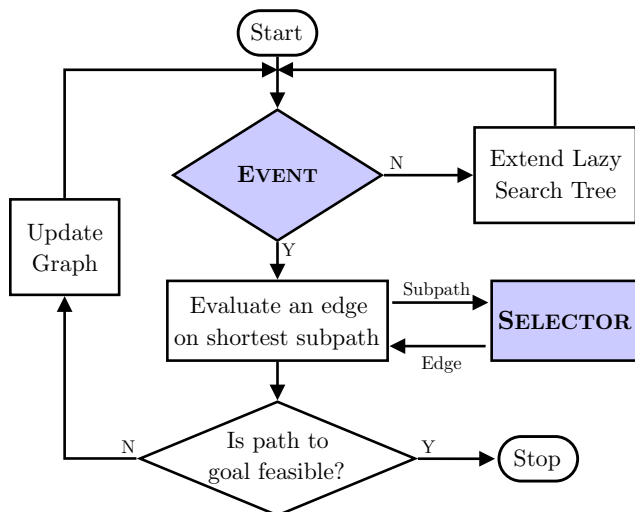 Start
EVENT
N
Extend Lazy
Search Tree
Update
Graph
Y
Evaluate an edge
on shortest subpath
Subpath
SELECTOR
Edge
Is path to
goal feasible?
N
Y
Stop